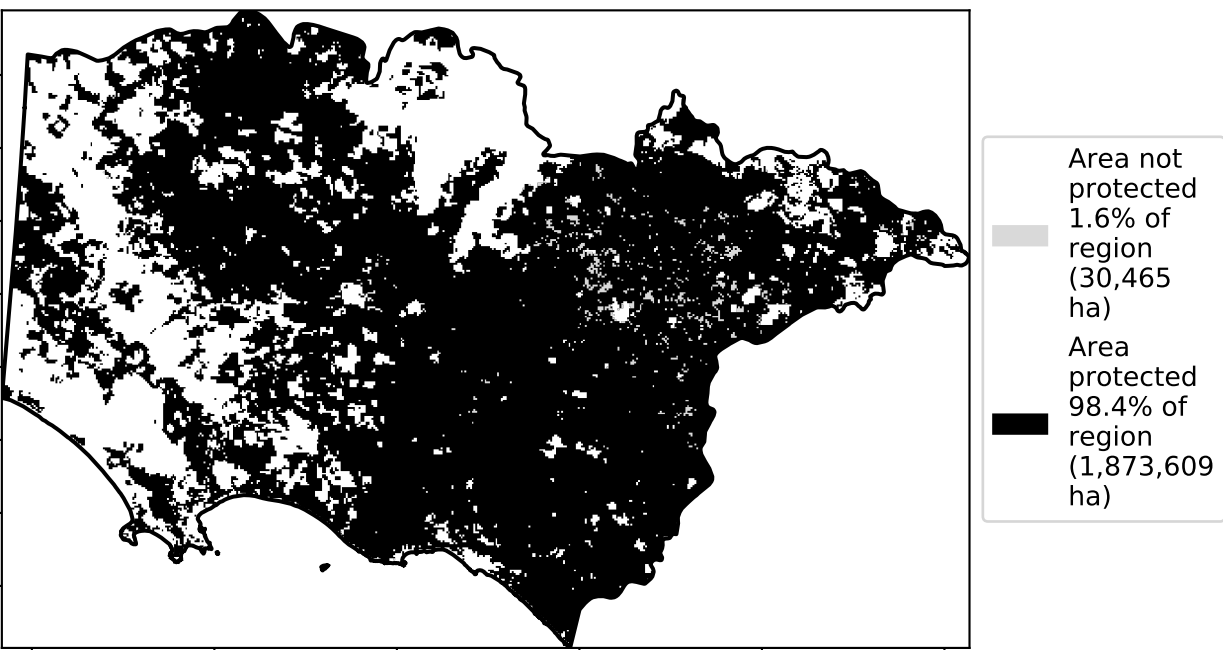 Area not
protected
1.6% of
region
(30,465
ha)
Area
protected
98.4% of
region
(1,873,609
ha)